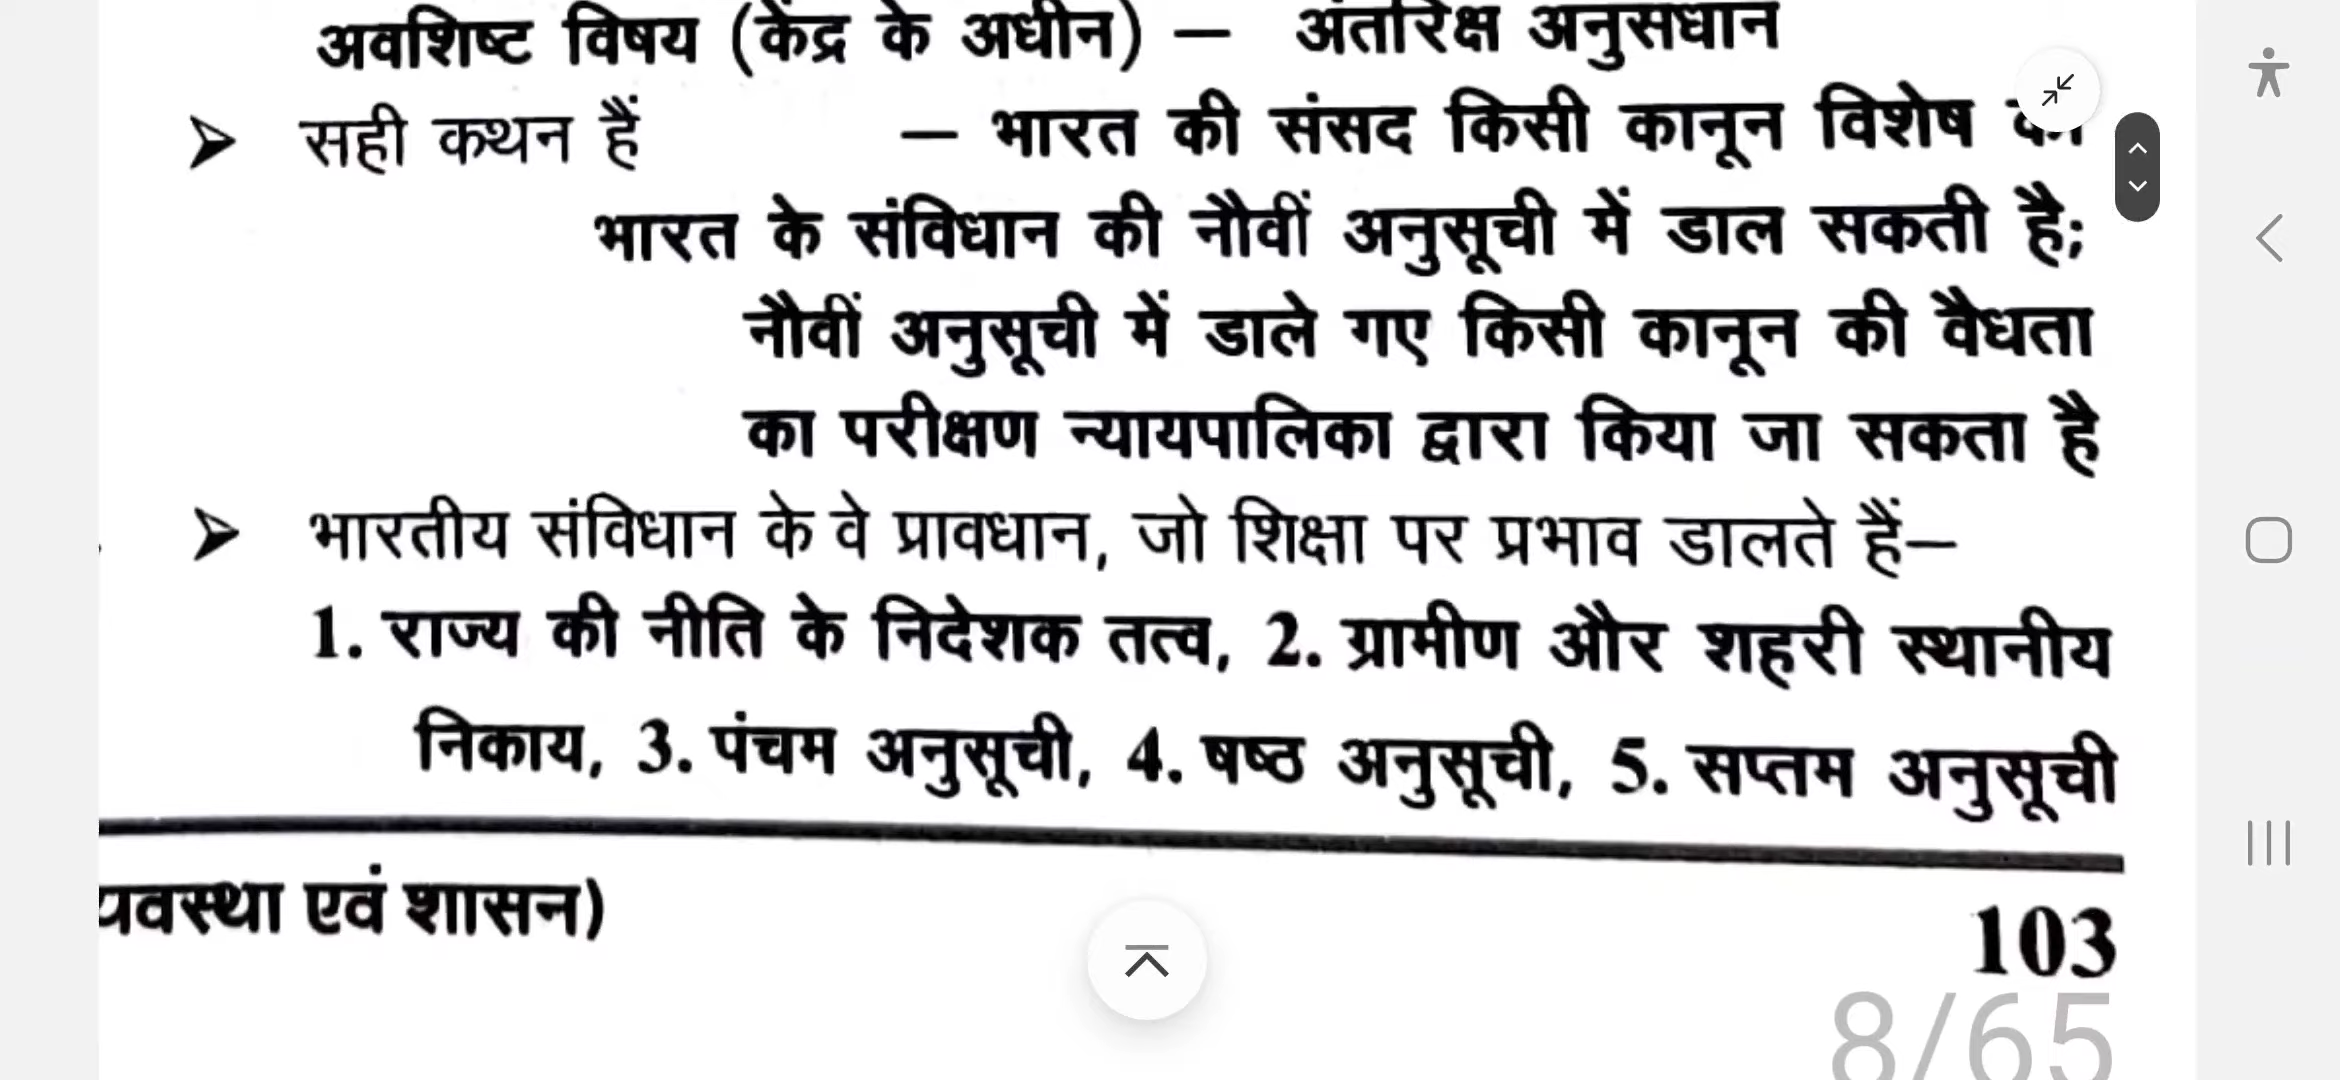 अवशिष्ट विषय (केंद्र के अधीन) – अंतरिक्ष अनुसंधान
➤ सही कथन हैं – भारत की संसद किसी कानून विशेष को
भारत के संविधान की नौवीं अनुसूची में डाल सकती है;
नौवीं अनुसूची में डाले गए किसी कानून की वैधता
का परीक्षण न्यायपालिका द्वारा किया जा सकता है
➤ भारतीय संविधान के वे प्रावधान, जो शिक्षा पर प्रभाव डालते हैं–
1. राज्य की नीति के निदेशक तत्व, 2. ग्रामीण और शहरी स्थानीय
निकाय, 3. पंचम अनुसूची, 4. षष्ठ अनुसूची, 5. सप्तम अनुसूची
यवस्था एवं शासन)
103
8/65